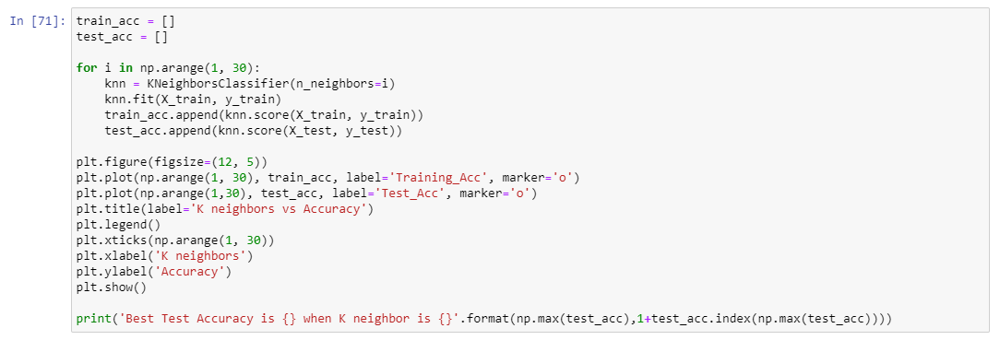 In [71]: train_acc = []
test_acc = []
for i in np.arange(1, 30):
    knn = KNeighborsClassifier(n_neighbors=i)
    knn.fit(X_train, y_train)
    train_acc.append(knn.score(X_train, y_train))
    test_acc.append(knn.score(X_test, y_test))
plt.figure(figsize=(12, 5))
plt.plot(np.arange(1, 30), train_acc, label='Training_Acc', marker='o')
plt.plot(np.arange(1,30), test_acc, label='Test_Acc', marker='o')
plt.title(label='K neighbors vs Accuracy')
plt.legend()
plt.xticks(np.arange(1, 30))
plt.xlabel('K neighbors')
plt.ylabel('Accuracy')
plt.show()
print('Best Test Accuracy is {} when K neighbor is {}'.format(np.max(test_acc),1+test_acc.index(np.max(test_acc))))